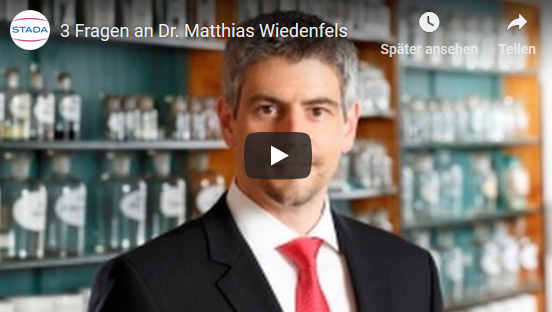 STADA
3 Fragen an Dr. Matthias Wiedenfels
Später ansehen
Teilen